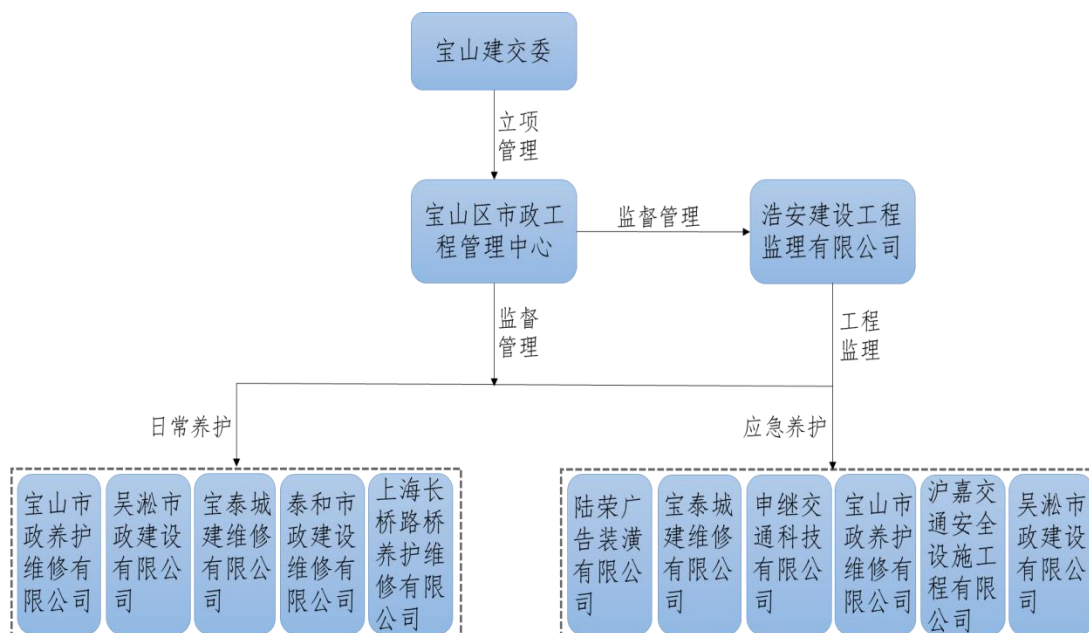 宝山建交委
立项
管理
宝山区市政工
程管理中心
监督管理
浩安建设工程
监理有限公司
监督
管理
工程
监理
日常养护
应急养护
宝山市
政养护
维修有
限公司
吴淞市
政建设
有限公
司
宝泰城
建维修
有限公
司
泰和市
政建设
维修有
限公司
上海长
桥路桥
养护维
修有限
公司
陆荣广
告装潢
有限公
司
宝泰城
建维修
有限公
司
申继交
通科技
有限公
司
宝山市
政养护
维修有
限公司
沪嘉交
通安全
设施工
程有限
公司
吴淞市
政建设
有限公
司